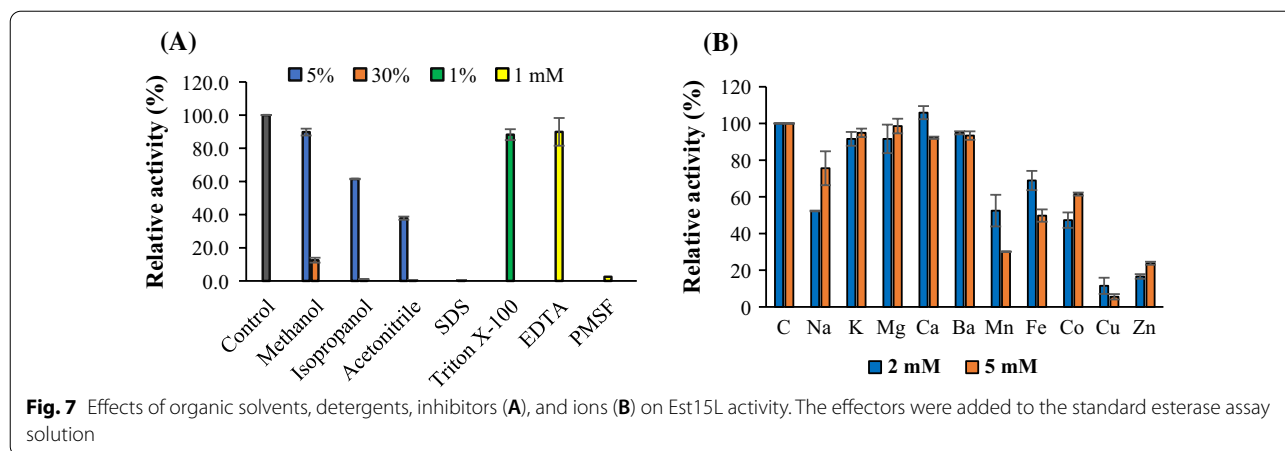 (A)
5% 30% 1% 1 mM
Relative activity (%)
120.0
100.0
80.0
60.0
40.0
20.0
0.0
Control
Methanol
Isopropanol
Acetonitrile
SDS
Triton X-100
EDTA
PMSF
(B)
Relative activity (%)
120
100
80
60
40
20
0
C Na K Mg Ca Ba Mn Fe Co Cu Zn
2 mM 5 mM
Fig. 7 Effects of organic solvents, detergents, inhibitors (A), and ions (B) on Est15L activity. The effectors were added to the standard esterase assay
solution